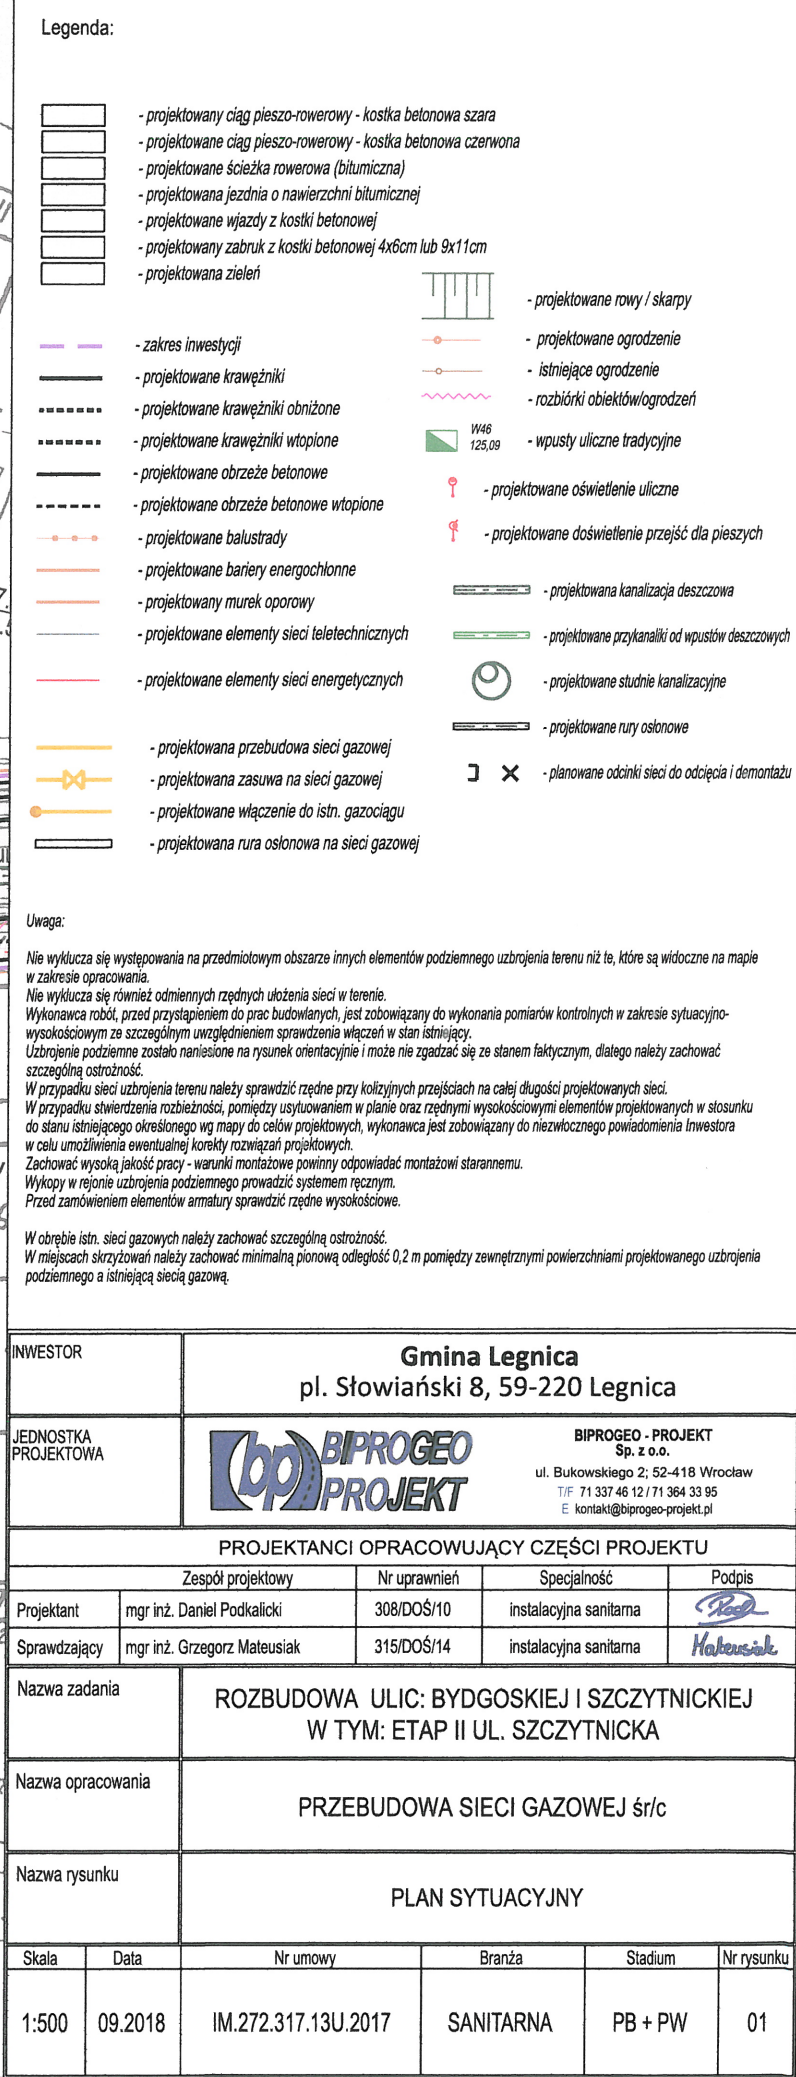 Legenda:
- projektowany ciąg pieszo-rowerowy - kostka betonowa szara
- projektowane ciąg pieszo-rowerowy - kostka betonowa czerwona
- projektowane ścieżka rowerowa (bitumiczna)
- projektowana jezdnia o nawierzchni bitumicznej
- projektowane wjazdy z kostki betonowej
- projektowany zabruk z kostki betonowej 4x6cm lub 9x11cm
- projektowana zieleń
- zakres inwestycji
- projektowane krawężniki
- projektowane krawężniki obniżone
- projektowane krawężniki wtopione
- projektowane obrzeże betonowe
- projektowane obrzeże betonowe wtopione
- projektowane balustrady
- projektowane bariery energochłonne
- projektowany murek oporowy
- projektowane elementy sieci teletechnicznych
- projektowane elementy sieci energetycznych
- projektowana przebudowa sieci gazowej
- projektowana zasuwa na sieci gazowej
- projektowane włączenie do istn. gazociągu
- projektowana rura osłonowa na sieci gazowej
- projektowane rowy / skarpy
- projektowane ogrodzenie
- istniejące ogrodzenie
- rozbiórki obiektów/ogrodzeń
W46
125,09
- wpusty uliczne tradycyjne
- projektowane oświetlenie uliczne
- projektowane doświetlenie przejść dla pieszych
- projektowana kanalizacja deszczowa
- projektowane przykanaliki od wpustów deszczowych
- projektowane studnie kanalizacyjne
- projektowane rury osłonowe
- planowane odcinki sieci do odcięcia i demontażu
Uwaga:
Nie wyklucza się występowania na przedmiotowym obszarze innych elementów podziemnego uzbrojenia terenu niż te, które są widoczne na mapie
w zakresie opracowania.
Nie wyklucza się również odmiennych rzędnych ułożenia sieci w terenie.
Wykonawca robót, przed przystąpieniem do prac budowlanych, jest zobowiązany do wykonania pomiarów kontrolnych w zakresie sytuacyjno-
wysokościowym ze szczególnym uwzględnieniem sprawdzenia włączeń w stan istniejący.
Uzbrojenie podziemne zostało naniesione na rysunek orientacyjnie i może nie zgadzać się ze stanem faktycznym, dlatego należy zachować
szczególną ostrożność.
W przypadku sieci uzbrojenia terenu należy sprawdzić rzędne przy kolizyjnych przejściach na całej długości projektowanych sieci.
W przypadku stwierdzenia rozbieżności, pomiędzy usytuowaniem w planie oraz rzędnymi wysokościowymi elementów projektowanych w stosunku
do stanu istniejącego określonego wg mapy do celów projektowych, wykonawca jest zobowiązany do niezwłocznego powiadomienia Inwestora
w celu umożliwienia ewentualnej korekty rozwiązań projektowych.
Zachować wysoką jakość pracy - warunki montażowe powinny odpowiadać montażowi starannemu.
Wykopy w rejonie uzbrojenia podziemnego prowadzić systemem ręcznym.
Przed zamówieniem elementów armatury sprawdzić rzędne wysokościowe.
W obrębie istn. sieci gazowych należy zachować szczególną ostrożność.
W miejscach skrzyżowań należy zachować minimalną pionową odległość 0,2 m pomiędzy zewnętrznymi powierzchniami projektowanego uzbrojenia
podziemnego a istniejącą siecią gazową.
INWESTOR
Gmina Legnica
pl. Słowiański 8, 59-220 Legnica
JEDNOSTKA
PROJEKTOWA
bp BIPROGEO
PROJEKT
BIPROGEO - PROJEKT
Sp. z o.o.
ul. Bukowskiego 2; 52-418 Wrocław
T/F 71 337 46 12 / 71 364 33 95
E kontakt@biprogeo-projekt.pl
PROJEKTANCI OPRACOWUJĄCY CZĘŚCI PROJEKTU
Zespół projektowy Nr uprawnień Specjalność Podpis
Projektant mgr inż. Daniel Podkalicki 308/DOŚ/10 instalacyjna sanitarna
Sprawdzający mgr inż. Grzegorz Mateusiak 315/DOŚ/14 instalacyjna sanitarna Mateusiak
Nazwa zadania
ROZBUDOWA ULIC: BYDGOSKIEJ I SZCZYTNICKIEJ
W TYM: ETAP II UL. SZCZYTNICKA
Nazwa opracowania
PRZEBUDOWA SIECI GAZOWEJ śr/c
Nazwa rysunku
PLAN SYTUACYJNY
Skala Data Nr umowy Branża Stadium Nr rysunku
1:500 09.2018 IM.272.317.13U.2017 SANITARNA PB + PW 01